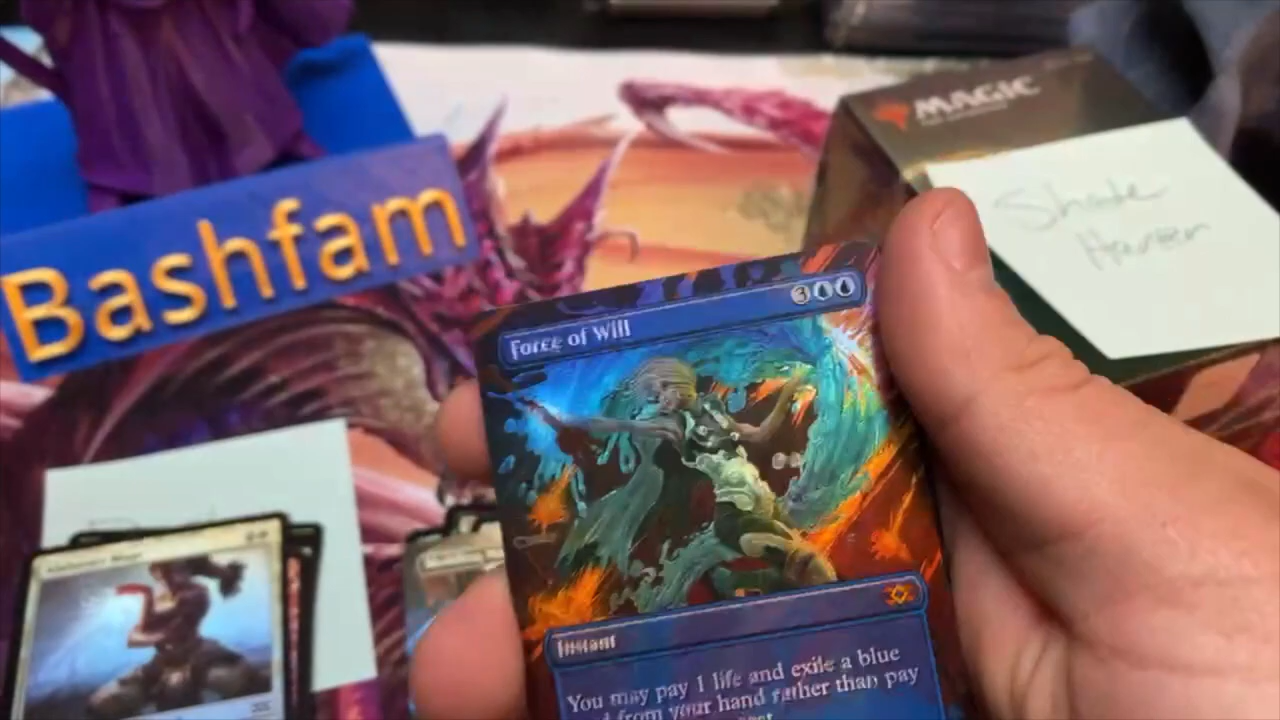 MAGIC
Shade
Haven
Bashfam
Force of Will
3
Instant
You may pay 1 life and exile a blue
from your hand rather than pay